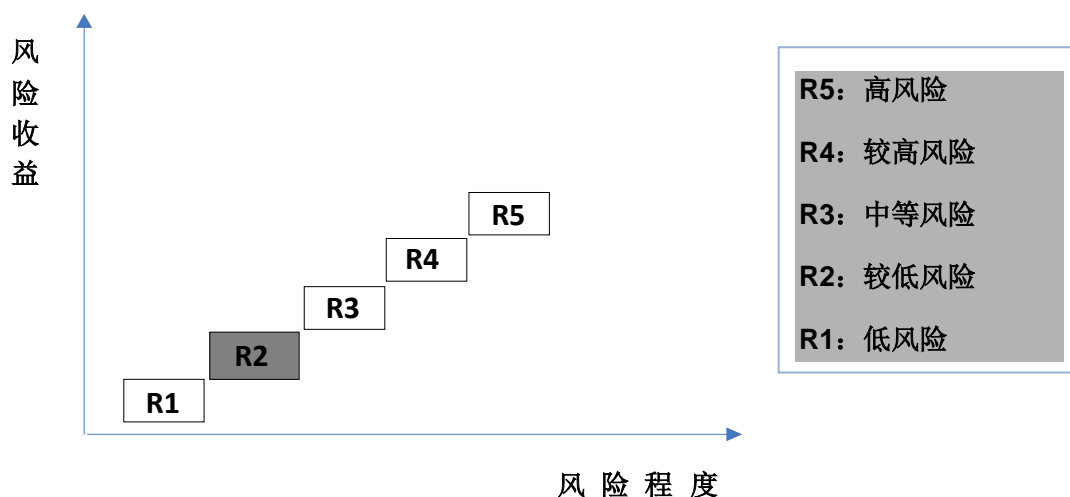 风
险
收
益
R5
R4
R3
R2
R1
风 险 程 度
R5：高风险
R4：较高风险
R3：中等风险
R2：较低风险
R1：低风险